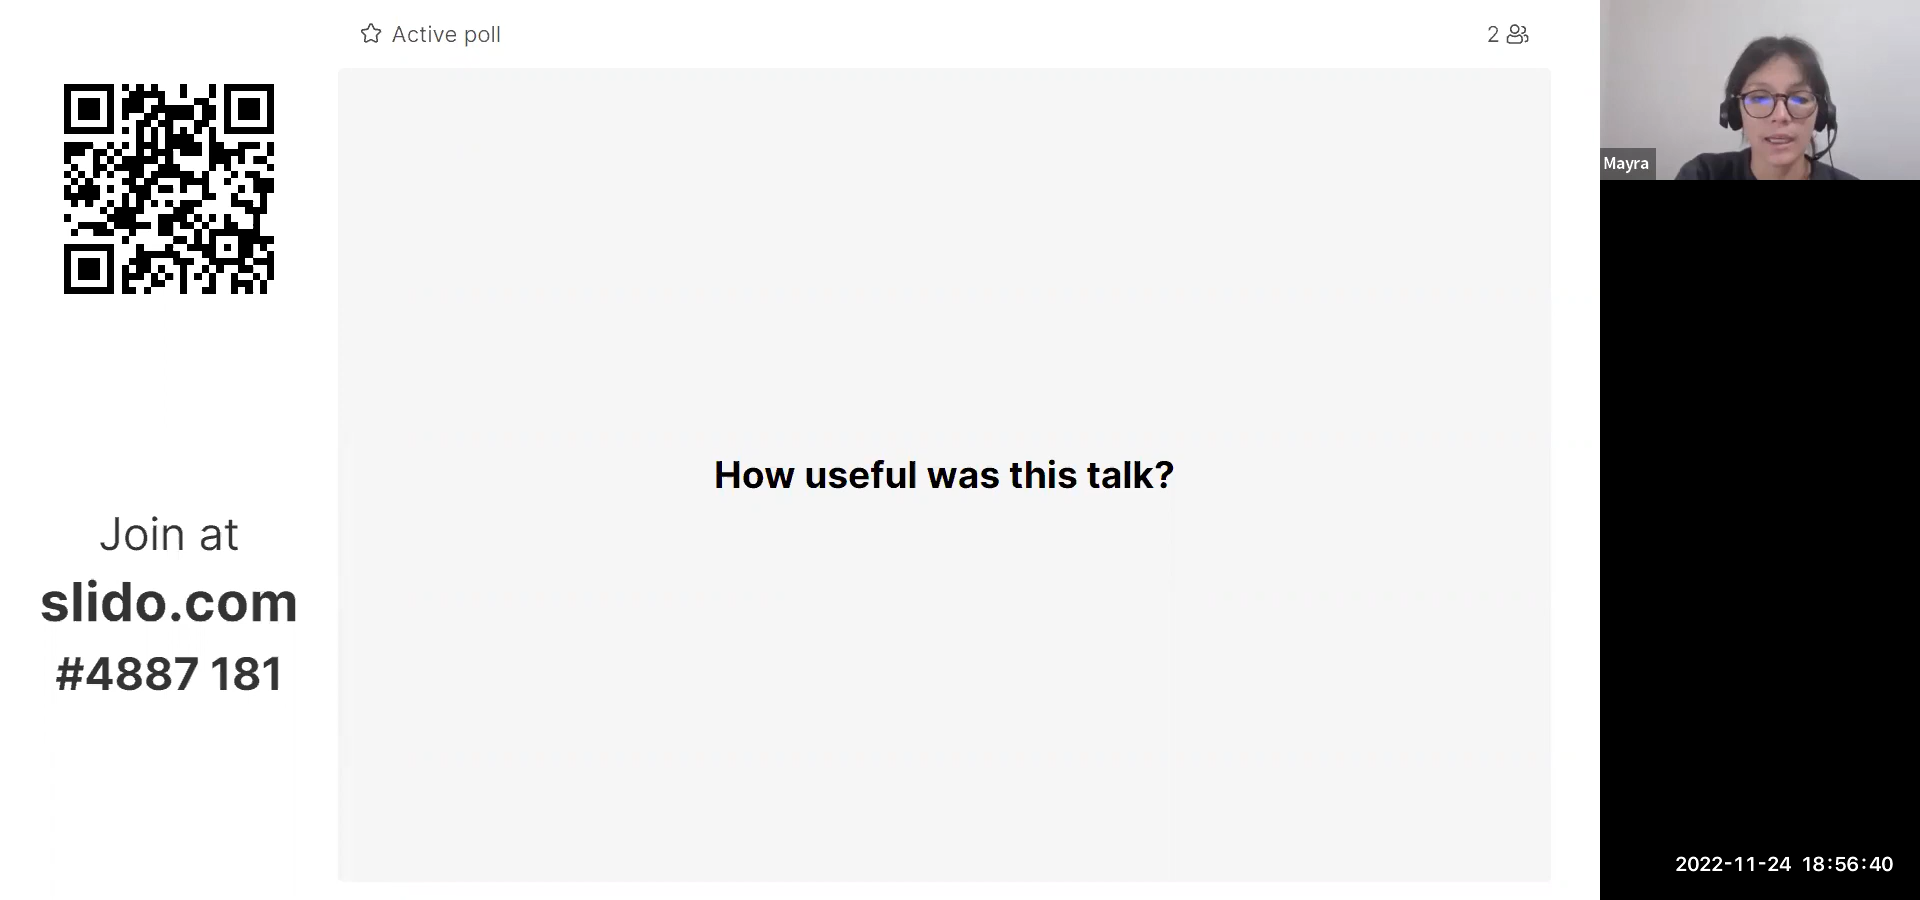 Active poll
2
Join at
slido.com
#4887 181
How useful was this talk?
Mayra
2022-11-24 18:56:40